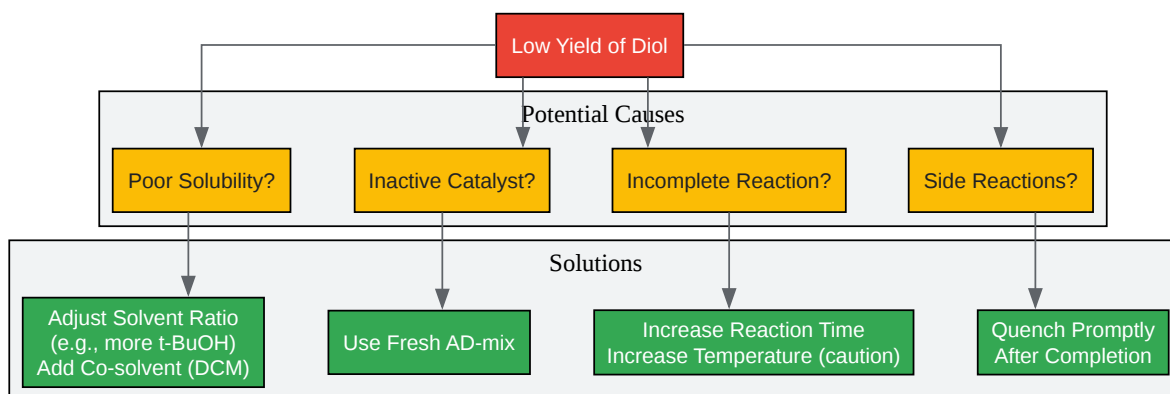 Low Yield of Diol
Potential Causes
Poor Solubility?
Inactive Catalyst?
Incomplete Reaction?
Side Reactions?
Solutions
Adjust Solvent Ratio
(e.g., more t-BuOH)
Add Co-solvent (DCM)
Use Fresh AD-mix
Increase Reaction Time
Increase Temperature (caution)
Quench Promptly
After Completion